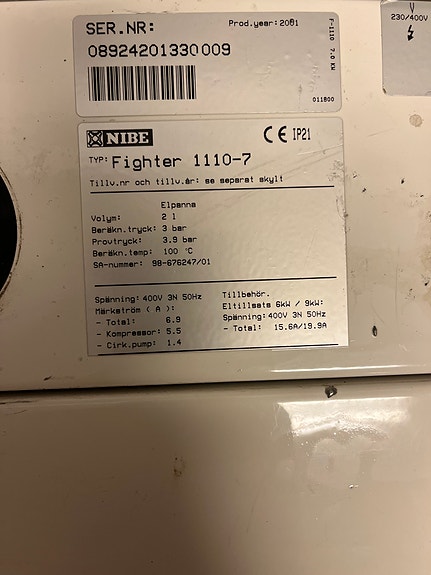 SER.NR:
Prod.year:2001
08924201330009
F-1110 7.0 KW
011800
V
230/400V
NIBE
CE IP21
TYP: Fighter 1110-7
Tillv.nr och tillv.år: se separat skylt
Elpanna
Volym: 2 l
Beräkn.tryck: 3 bar
Provtryck: 3,9 bar
Beräkn.temp: 100 °C
SA-nummer: 98-676247/01
Spänning: 400V 3N 50Hz
Märkström ( A ):
- Total: 6.9
- Kompressor: 5.5
- Cirk.pump: 1.4
Tillbehör.
Eltillsats 6kW / 9kW:
Spänning: 400V 3N 50Hz
- Total: 15.6A/19.9A